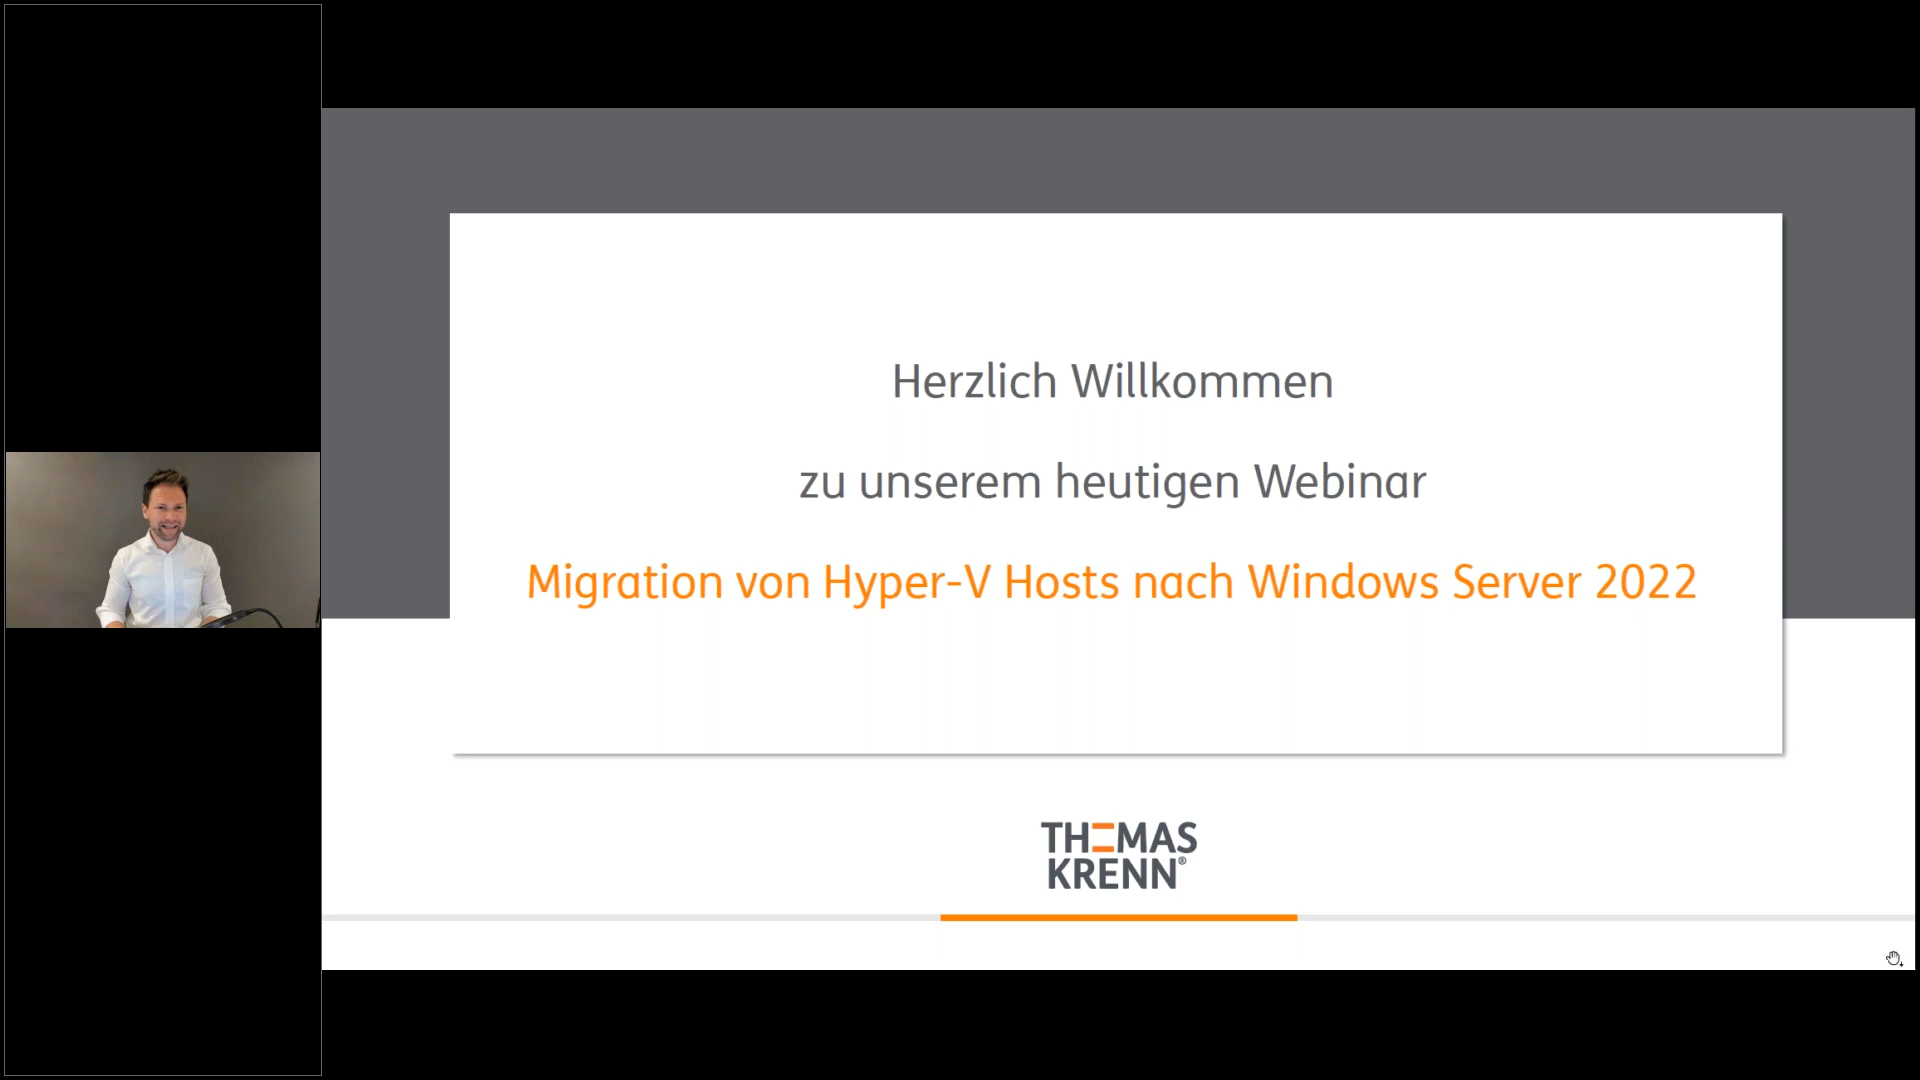 Herzlich Willkommen
zu unserem heutigen Webinar
Migration von Hyper-V Hosts nach Windows Server 2022
THOMAS
KRENN®